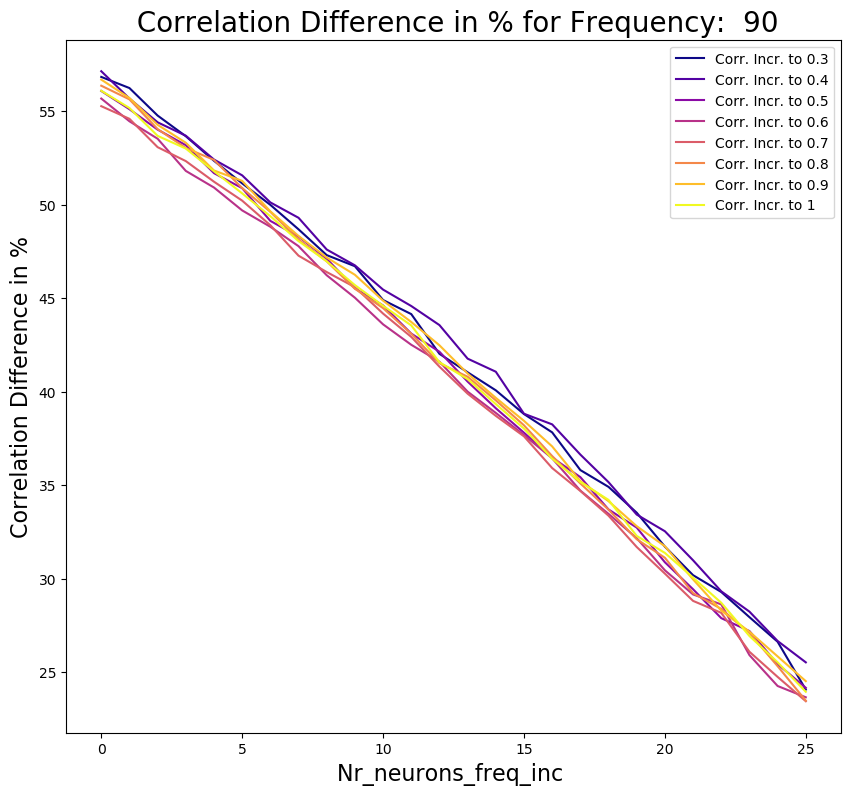 Correlation Difference in % for Frequency:  90
Corr. Incr. to 0.3
Corr. Incr. to 0.4
Corr. Incr. to 0.5
Corr. Incr. to 0.6
Corr. Incr. to 0.7
Corr. Incr. to 0.8
Corr. Incr. to 0.9
Corr. Incr. to 1
Correlation Difference in %
55
50
45
40
35
30
25
0 5 10 15 20 25
Nr_neurons_freq_inc